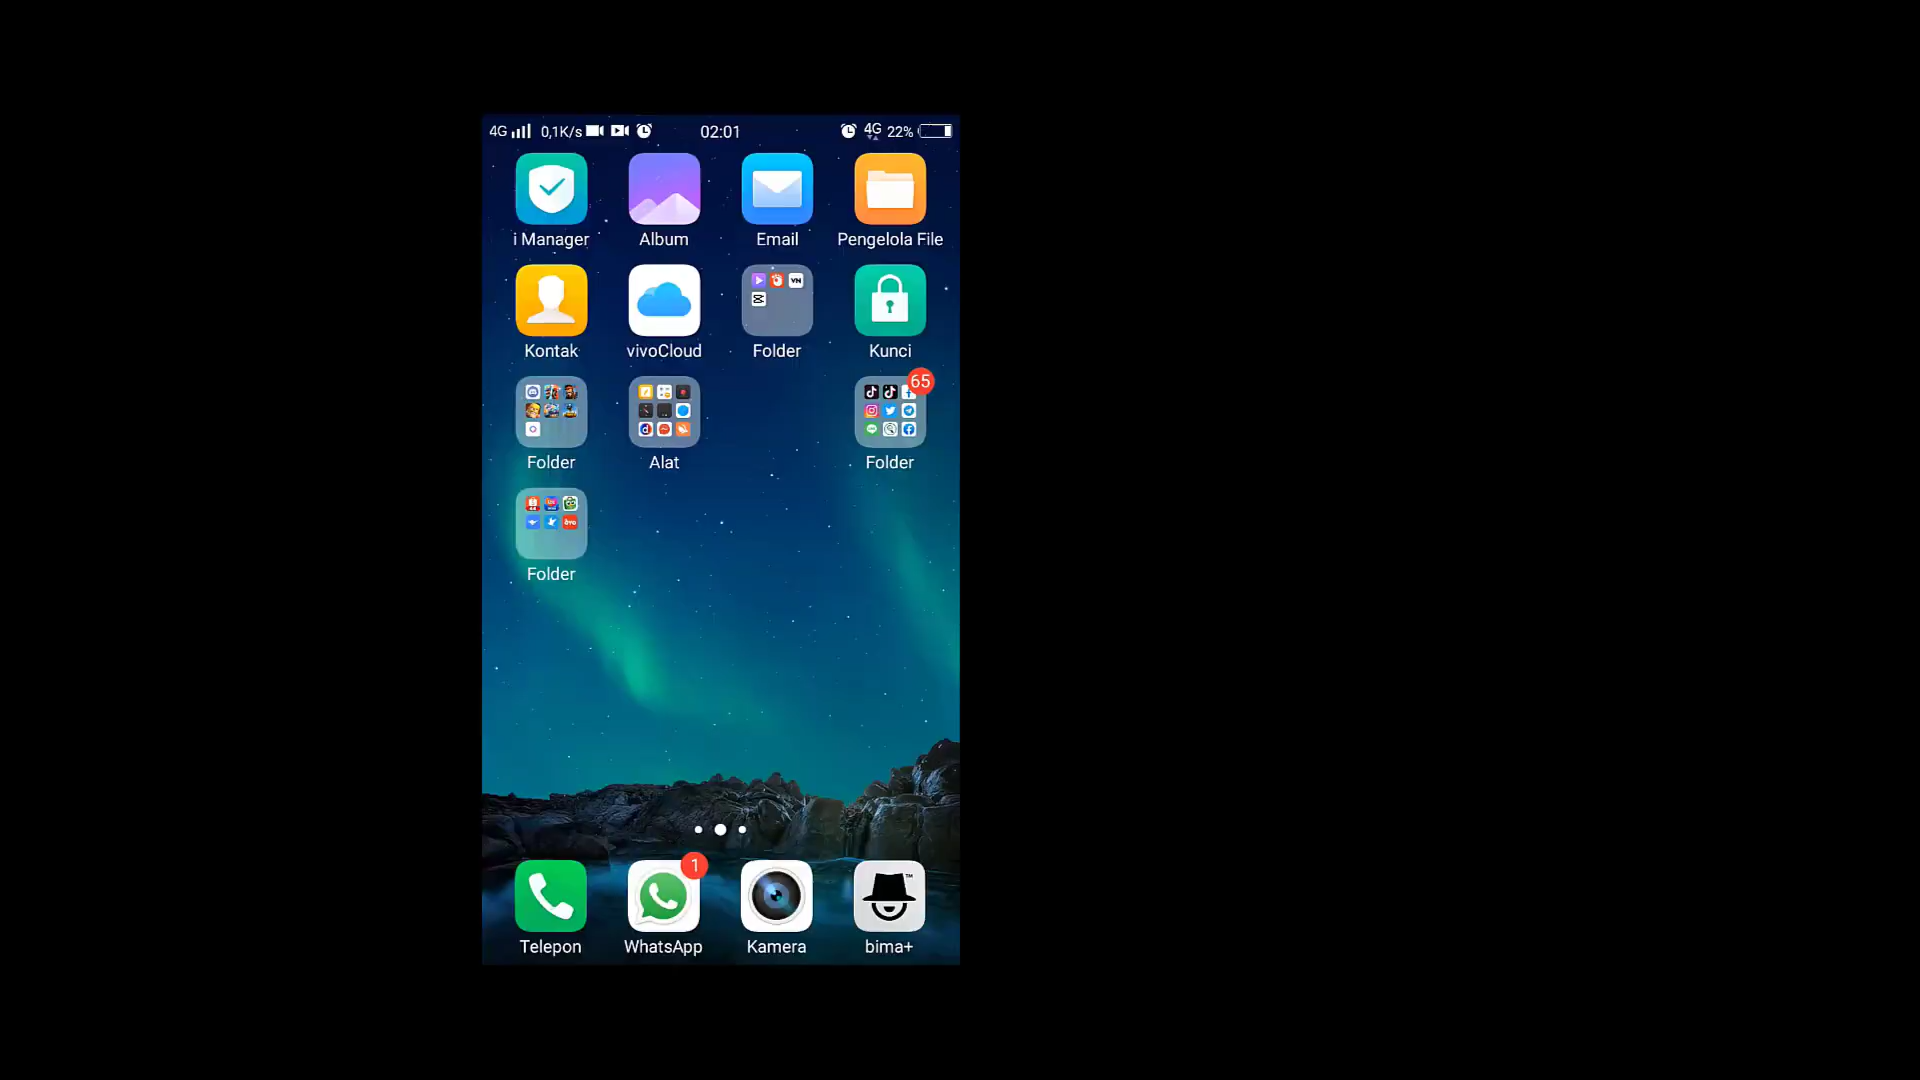 4G 0,1K/s 02:01 4G 22%
i Manager Album Email Pengelola File
VN
Kontak vivoCloud Folder Kunci
65
Folder Alat Folder
Folder
1
Telepon WhatsApp Kamera bima+